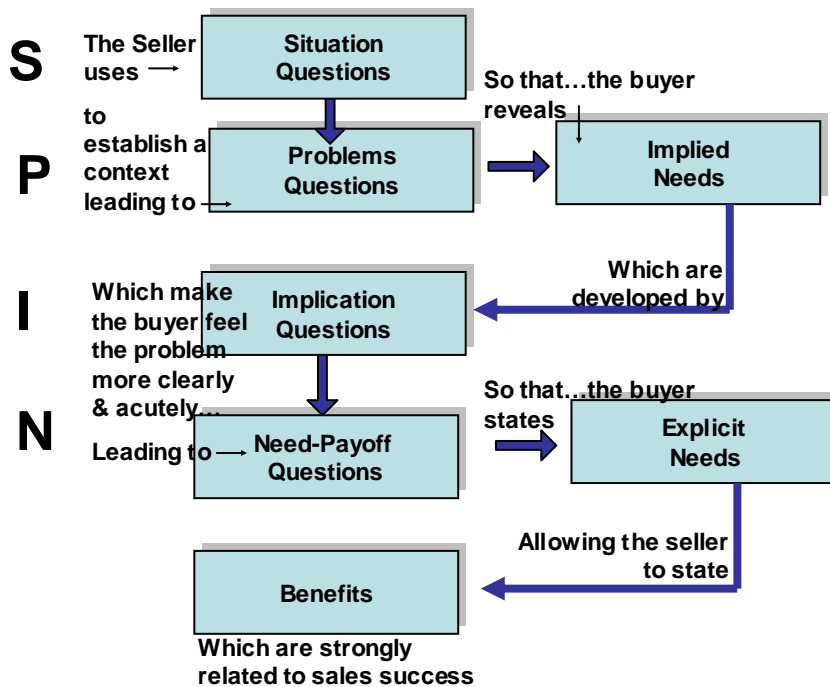 S
The Seller
uses
Situation
Questions
to
establish a
context
leading to
P
Problems
Questions
So that…the buyer
reveals
Implied
Needs
Which are
developed by
I
Which make
the buyer feel
the problem
more clearly
& acutely…
Implication
Questions
N
Leading to
Need-Payoff
Questions
So that…the buyer
states
Explicit
Needs
Allowing the seller
to state
Benefits
Which are strongly
related to sales success